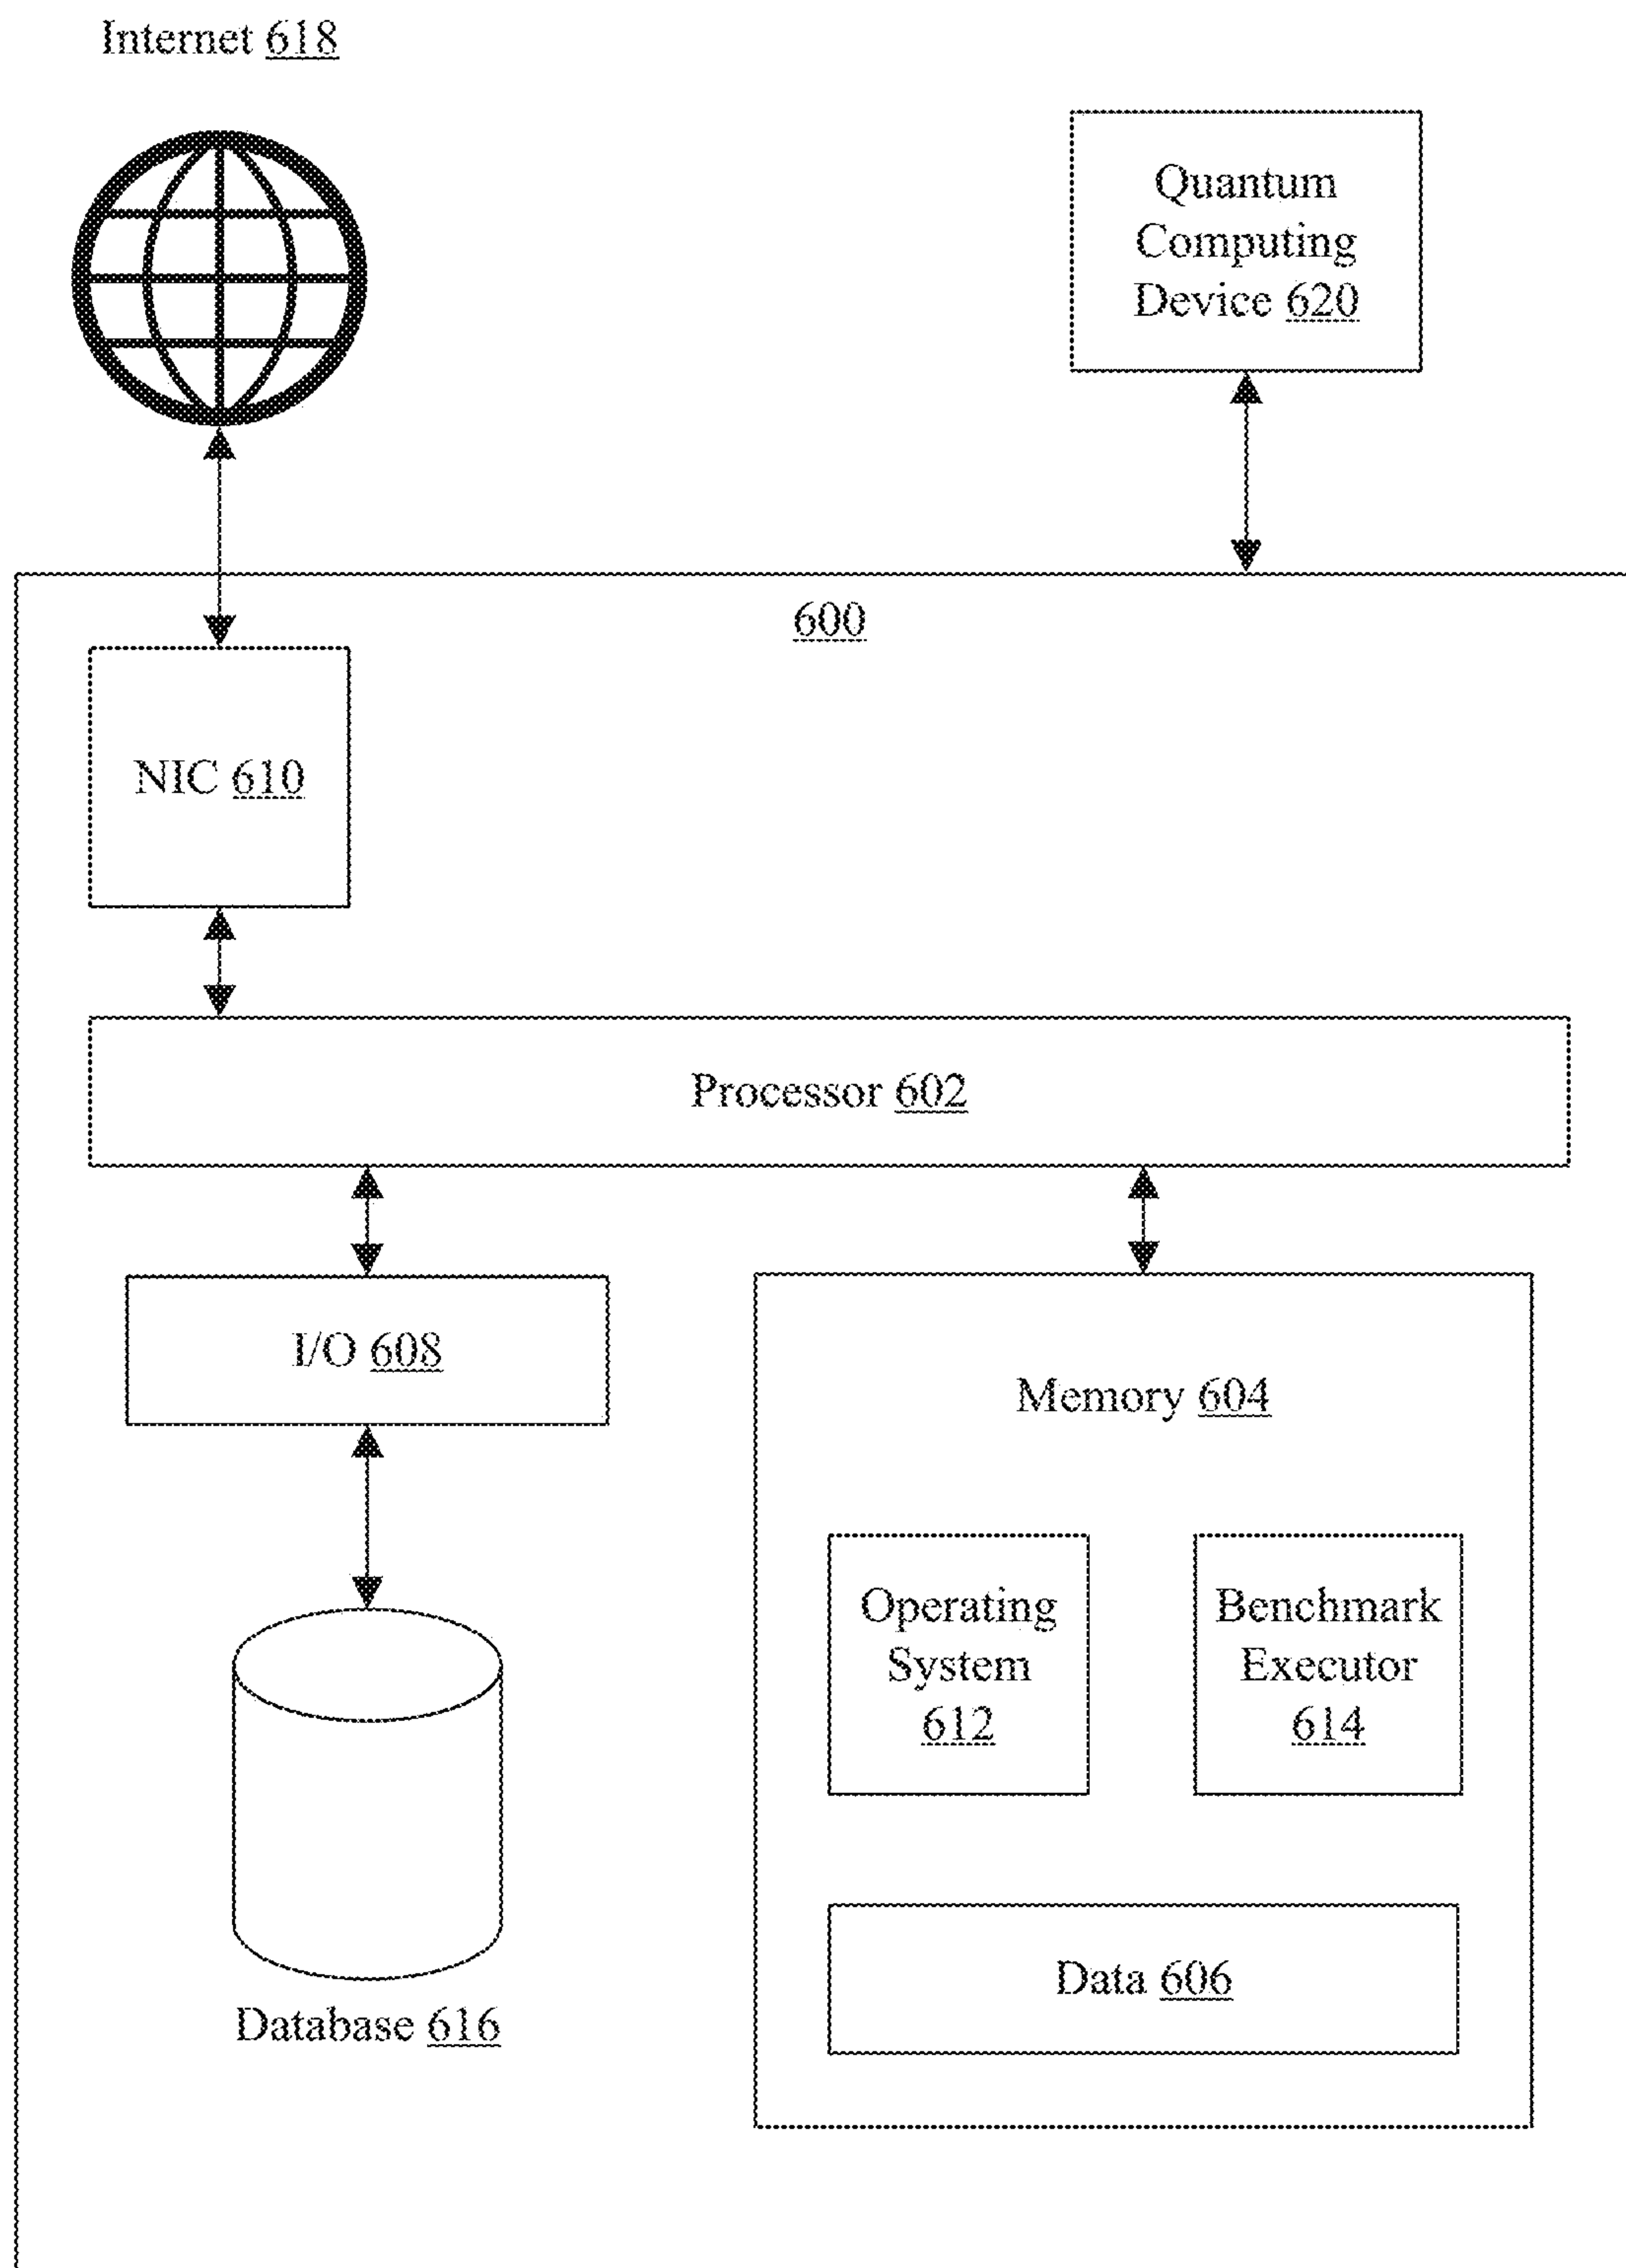 Internet 618
Quantum
Computing
Device 620
600
NIC 610
Processor 602
I/O 608
Memory 604
Operating
System
612
Benchmark
Executor
614
Data 606
Database 616